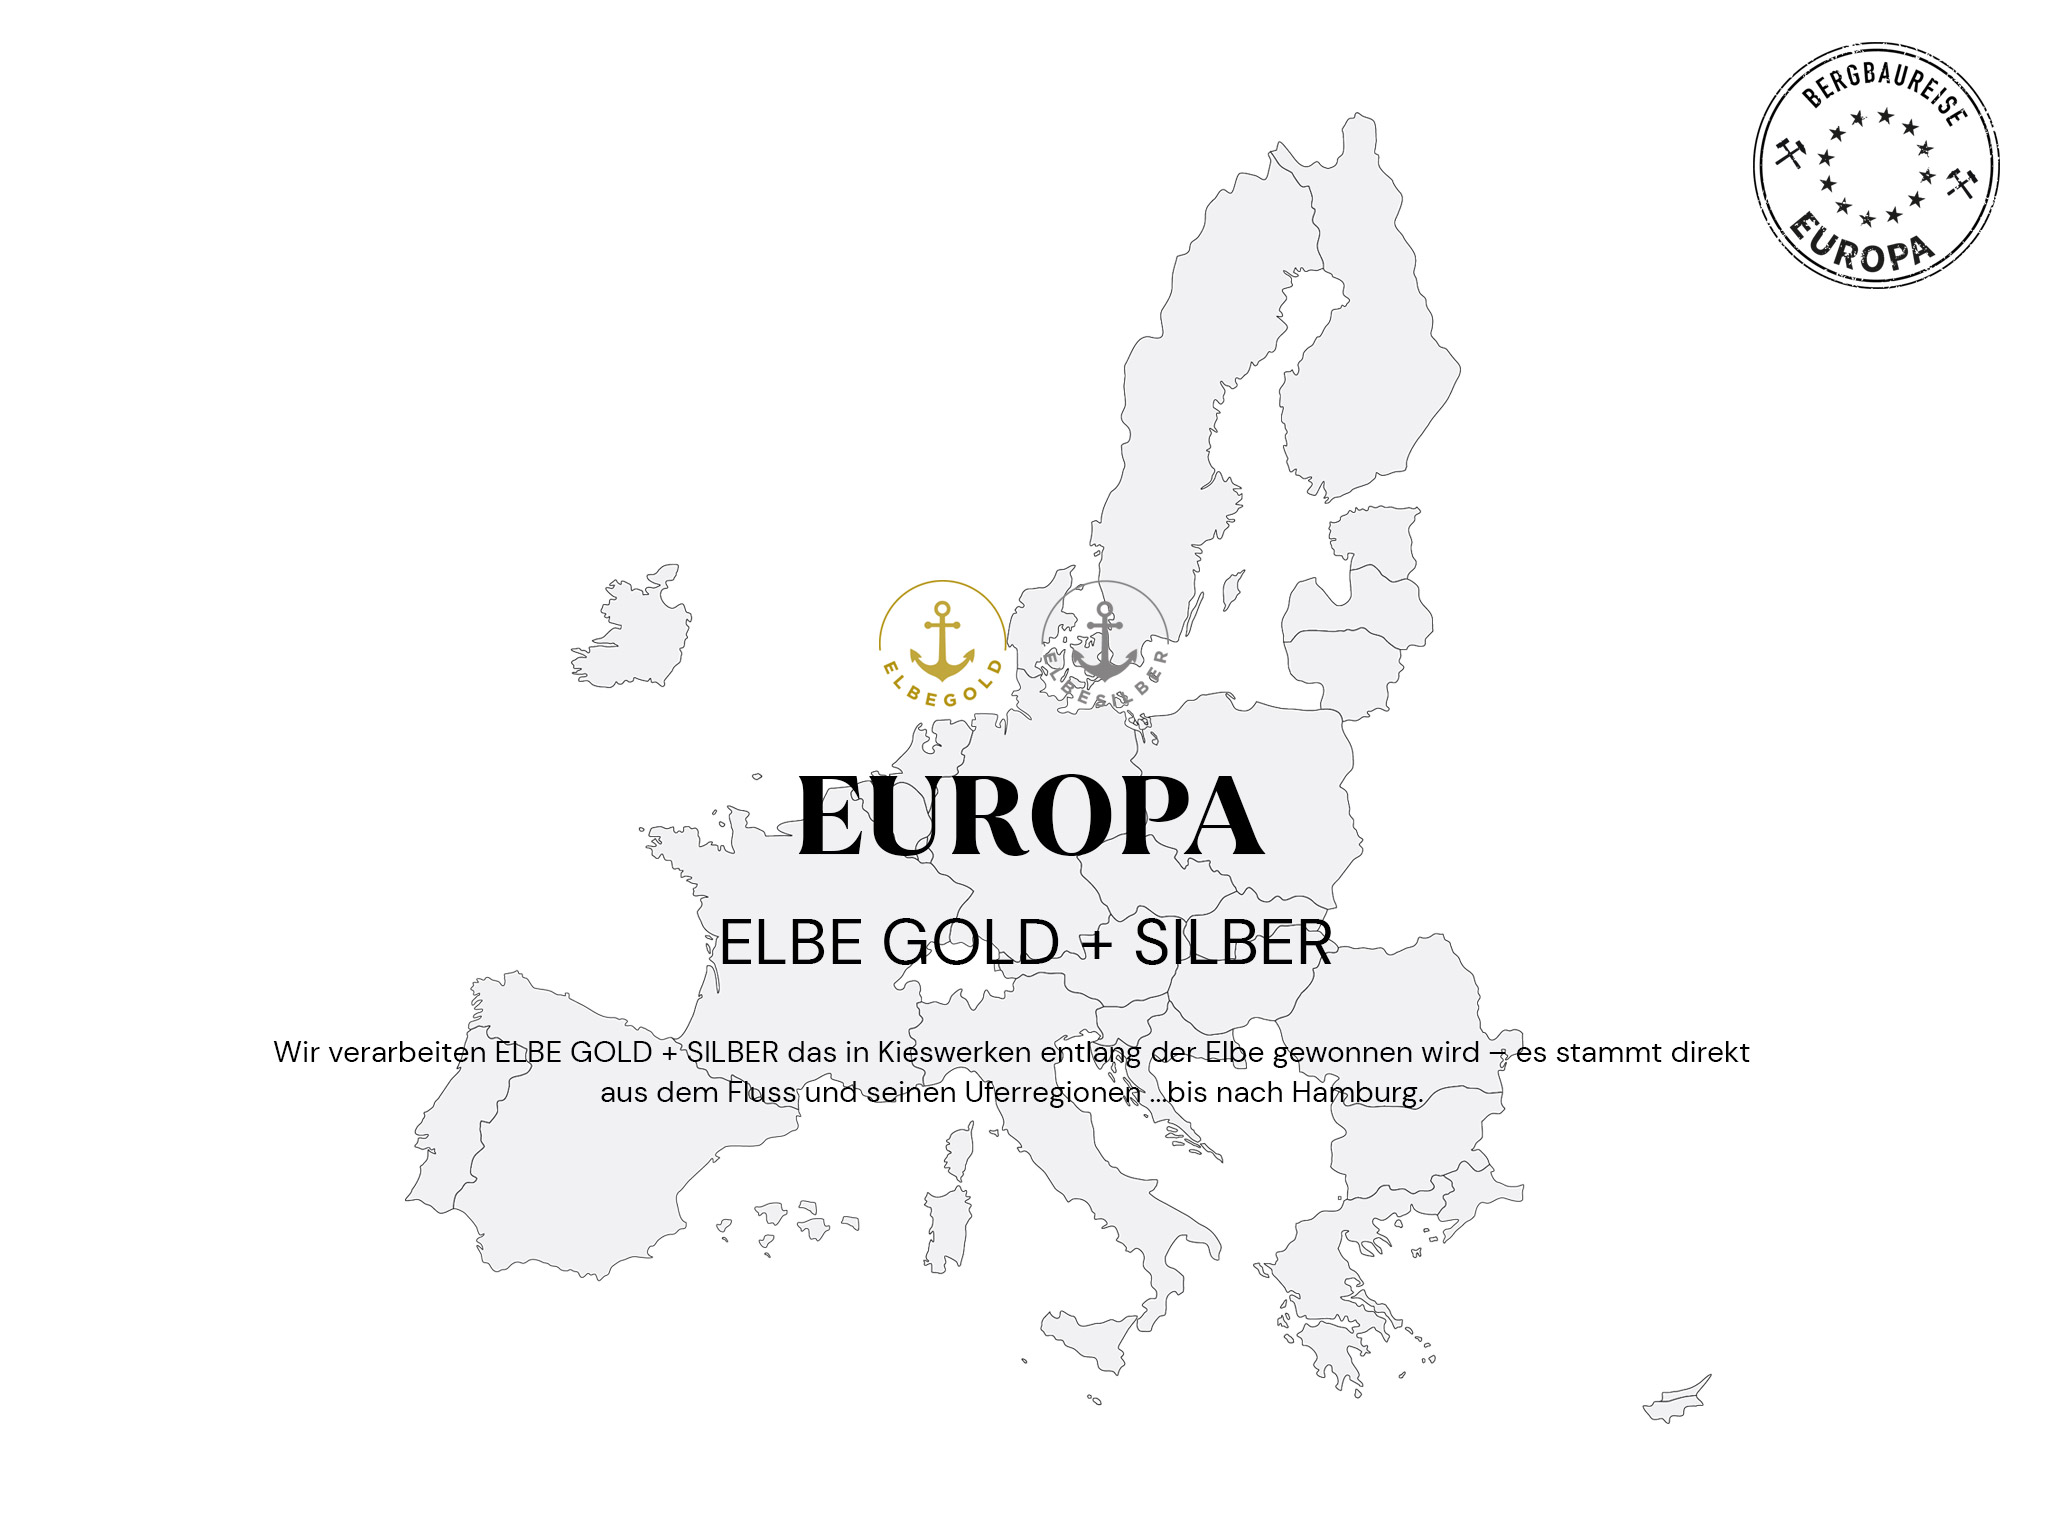 BERGBAUREISE
EUROPA
ELBEGOLD
ELBESILBER
EUROPA
ELBE GOLD + SILBER
Wir verarbeiten ELBE GOLD + SILBER das in Kieswerken entlang der Elbe gewonnen wird – es stammt direkt
aus dem Fluss und seinen Uferregionen ...bis nach Hamburg.